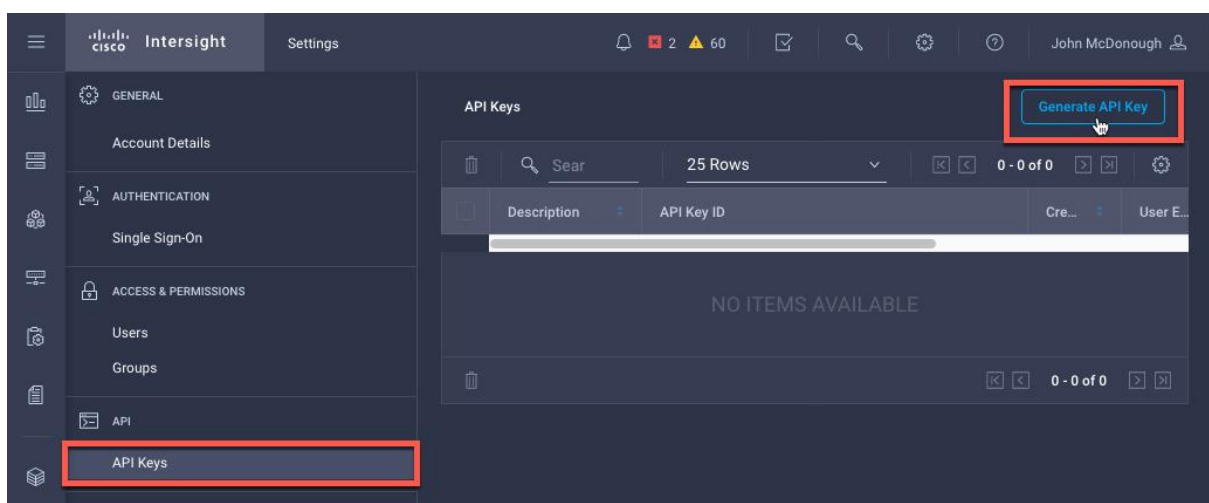 cisco Intersight Settings 2 60 John McDonough
GENERAL
Account Details
AUTHENTICATION
Single Sign-On
ACCESS & PERMISSIONS
Users
Groups
API
API Keys
API Keys Generate API Key
Sear 25 Rows 0 - 0 of 0
Description API Key ID Cre... User E...
NO ITEMS AVAILABLE
0 - 0 of 0